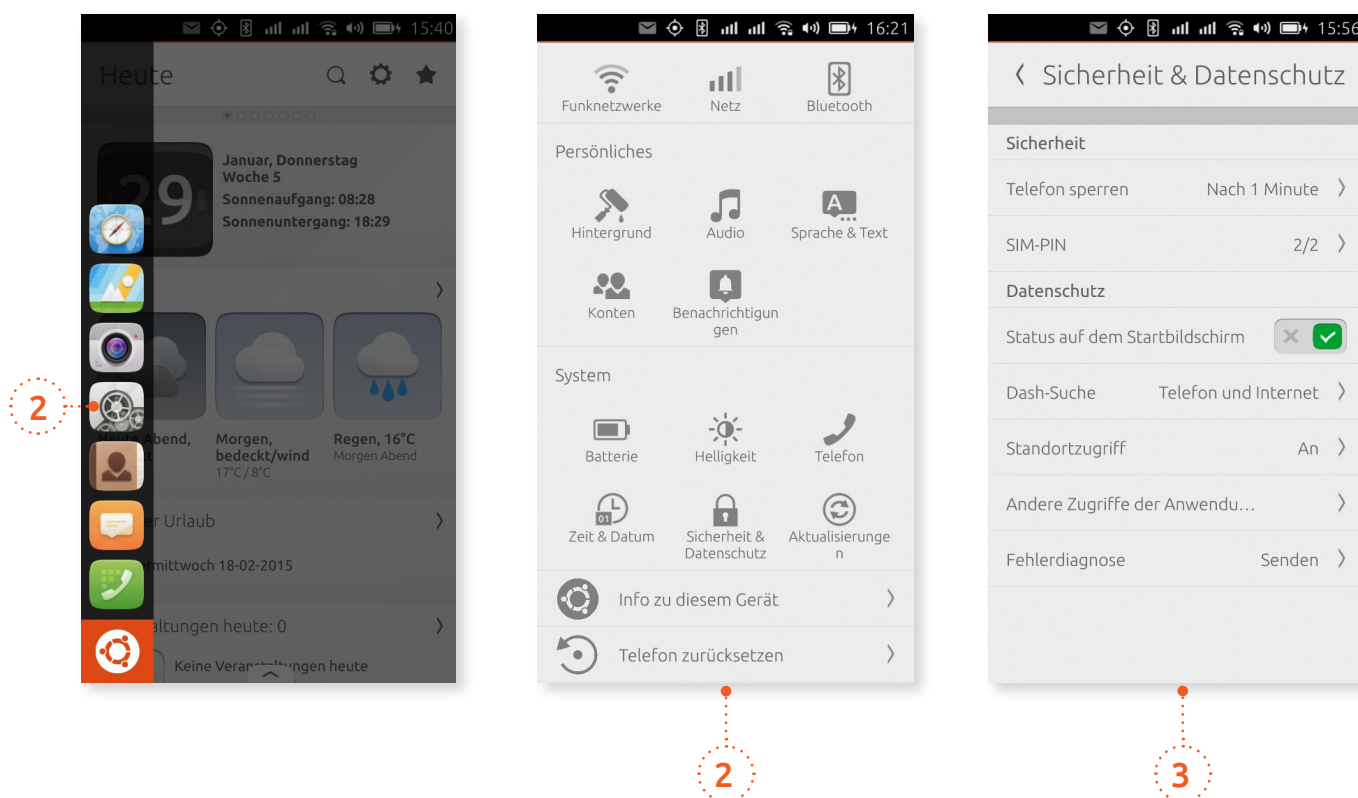 15:40
Heute
29
Januar, Donnerstag
Woche 5
Sonnenaufgang: 08:28
Sonnenuntergang: 18:29
Heute Abend,
Morgen,
bedeckt/wind
17°C / 8°C
Regen, 16°C
Morgen Abend
Urlaub
18-02-2015
heute: 0
Keine Veranstaltungen heute
2
16:21
Funknetzwerke
Netz
Bluetooth
Persönliches
Hintergrund
Audio
A
Sprache & Text
Konten
Benachrichtigun
gen
System
Batterie
Helligkeit
Telefon
01
Zeit & Datum
Sicherheit &
Datenschutz
Aktualisierunge
n
Info zu diesem Gerät
Telefon zurücksetzen
2
15:56
Sicherheit & Datenschutz
Sicherheit
Telefon sperren Nach 1 Minute
SIM-PIN 2/2
Datenschutz
Status auf dem Startbildschirm
Dash-Suche Telefon und Internet
Standortzugriff An
Andere Zugriffe der Anwendu...
Fehlerdiagnose Senden
3